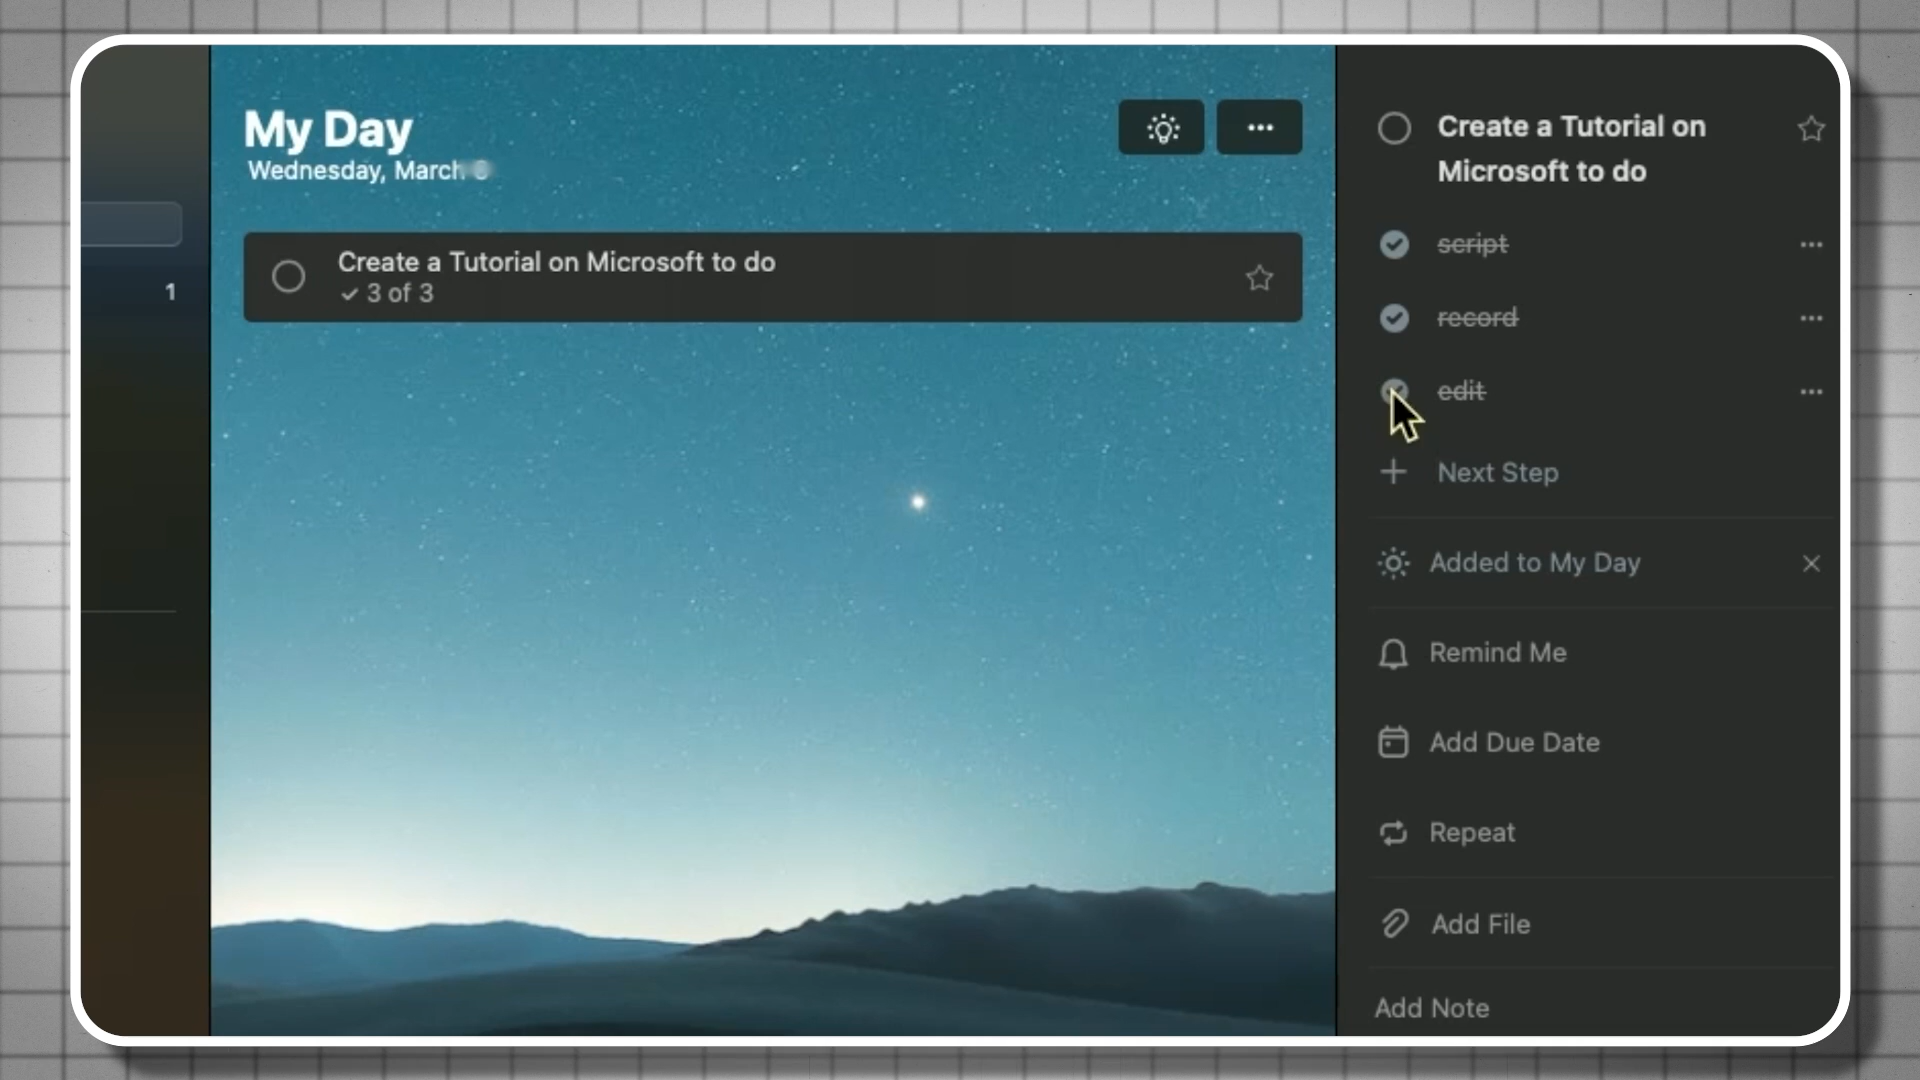 My Day
Wednesday, March
1
Create a Tutorial on Microsoft to do
3 of 3
Create a Tutorial on
Microsoft to do
script
record
edit
Next Step
Added to My Day
Remind Me
Add Due Date
Repeat
Add File
Add Note